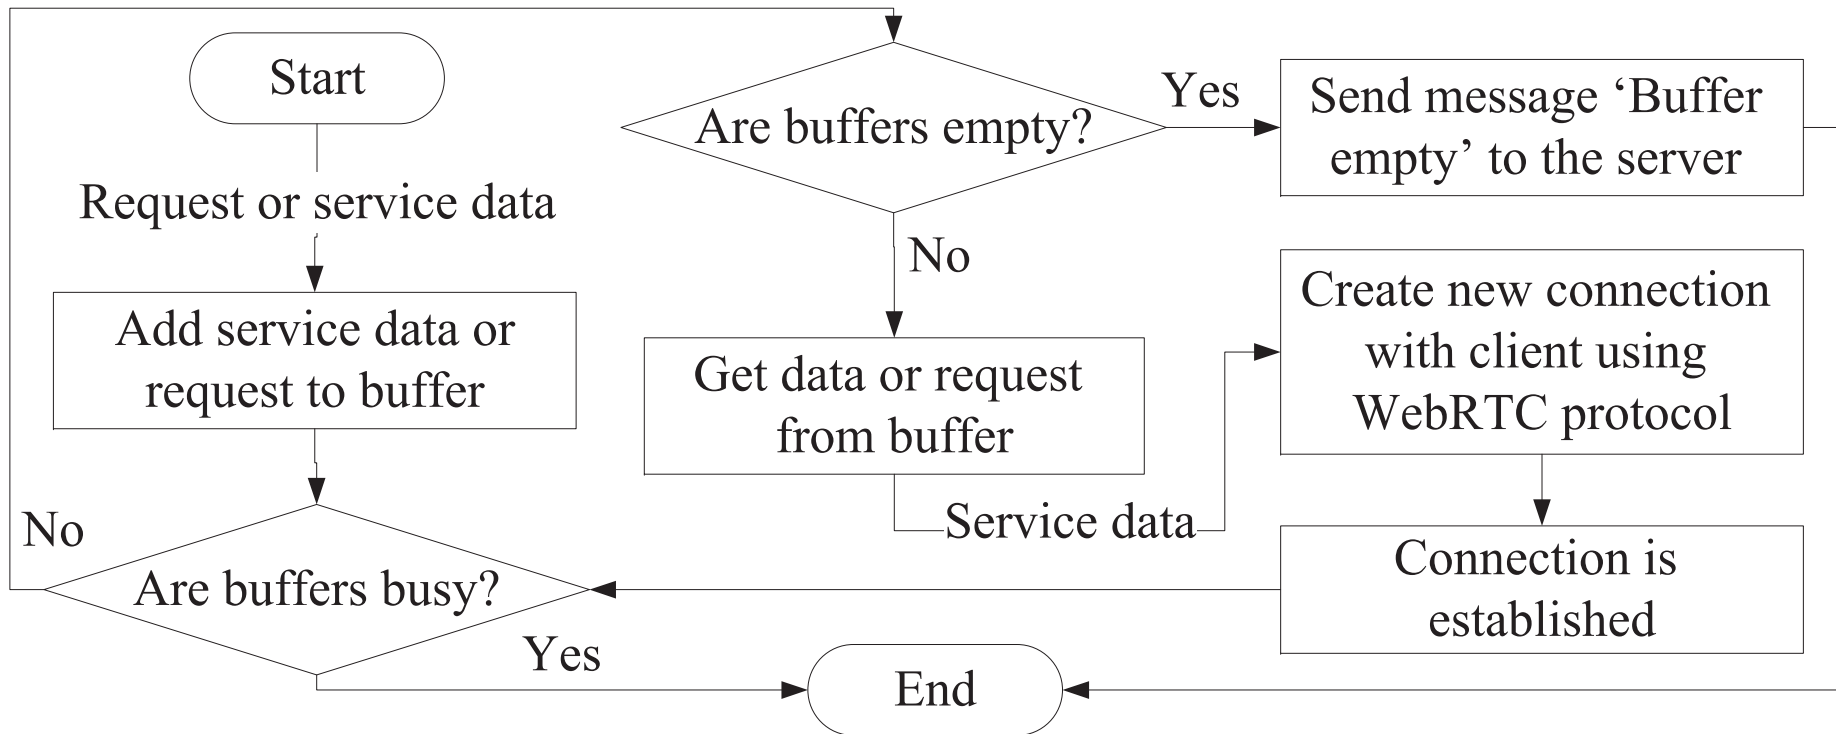 Start
Request or service data
Add service data or
request to buffer
Are buffers busy?
No
Yes
Are buffers empty?
Yes
No
Send message ‘Buffer
empty’ to the server
Get data or request
from buffer
Service data
Create new connection
with client using
WebRTC protocol
Connection is
established
End